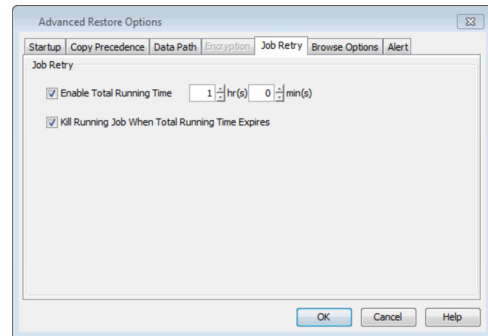 Advanced Restore Options
Startup Copy Precedence Data Path Encryption Job Retry Browse Options Alert
Job Retry
Enable Total Running Time 1 hr(s) 0 min(s)
Kill Running Job When Total Running Time Expires
OK Cancel Help